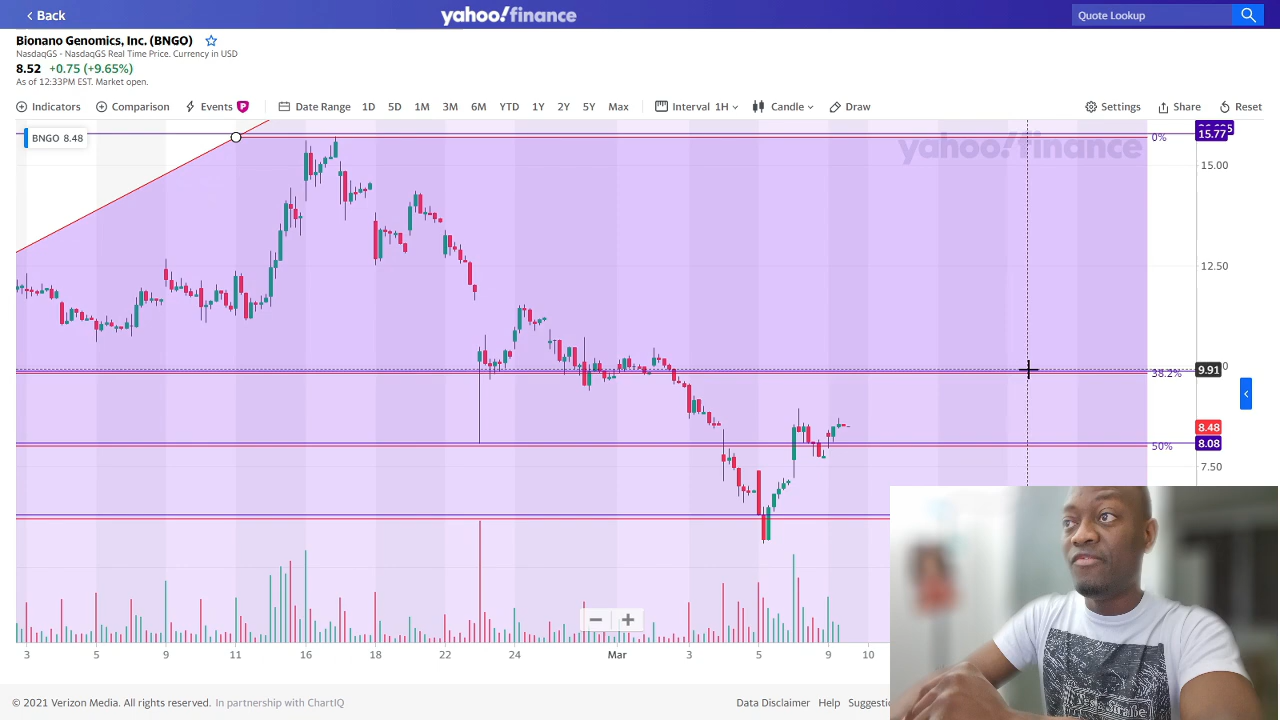 Back
yahoo!finance
Quote Lookup
Bionano Genomics, Inc. (BNGO)
NasdaqGS - NasdaqGS Real Time Price. Currency in USD
8.52 +0.75 (+9.65%)
As of 12:33PM EST. Market open.
Indicators Comparison Events P Date Range 1D 5D 1M 3M 6M YTD 1Y 2Y 5Y Max Interval 1H Candle Draw Settings Share Reset
BNGO 8.48
yahoo!finance
0%
15.77
15.00
12.50
38.2%
9.91
8.48
8.08
50%
7.50
3 5 9 11 16 18 22 24 Mar 3 5 9 10
© 2021 Verizon Media. All rights reserved. In partnership with ChartIQ
Data Disclaimer Help Suggestic